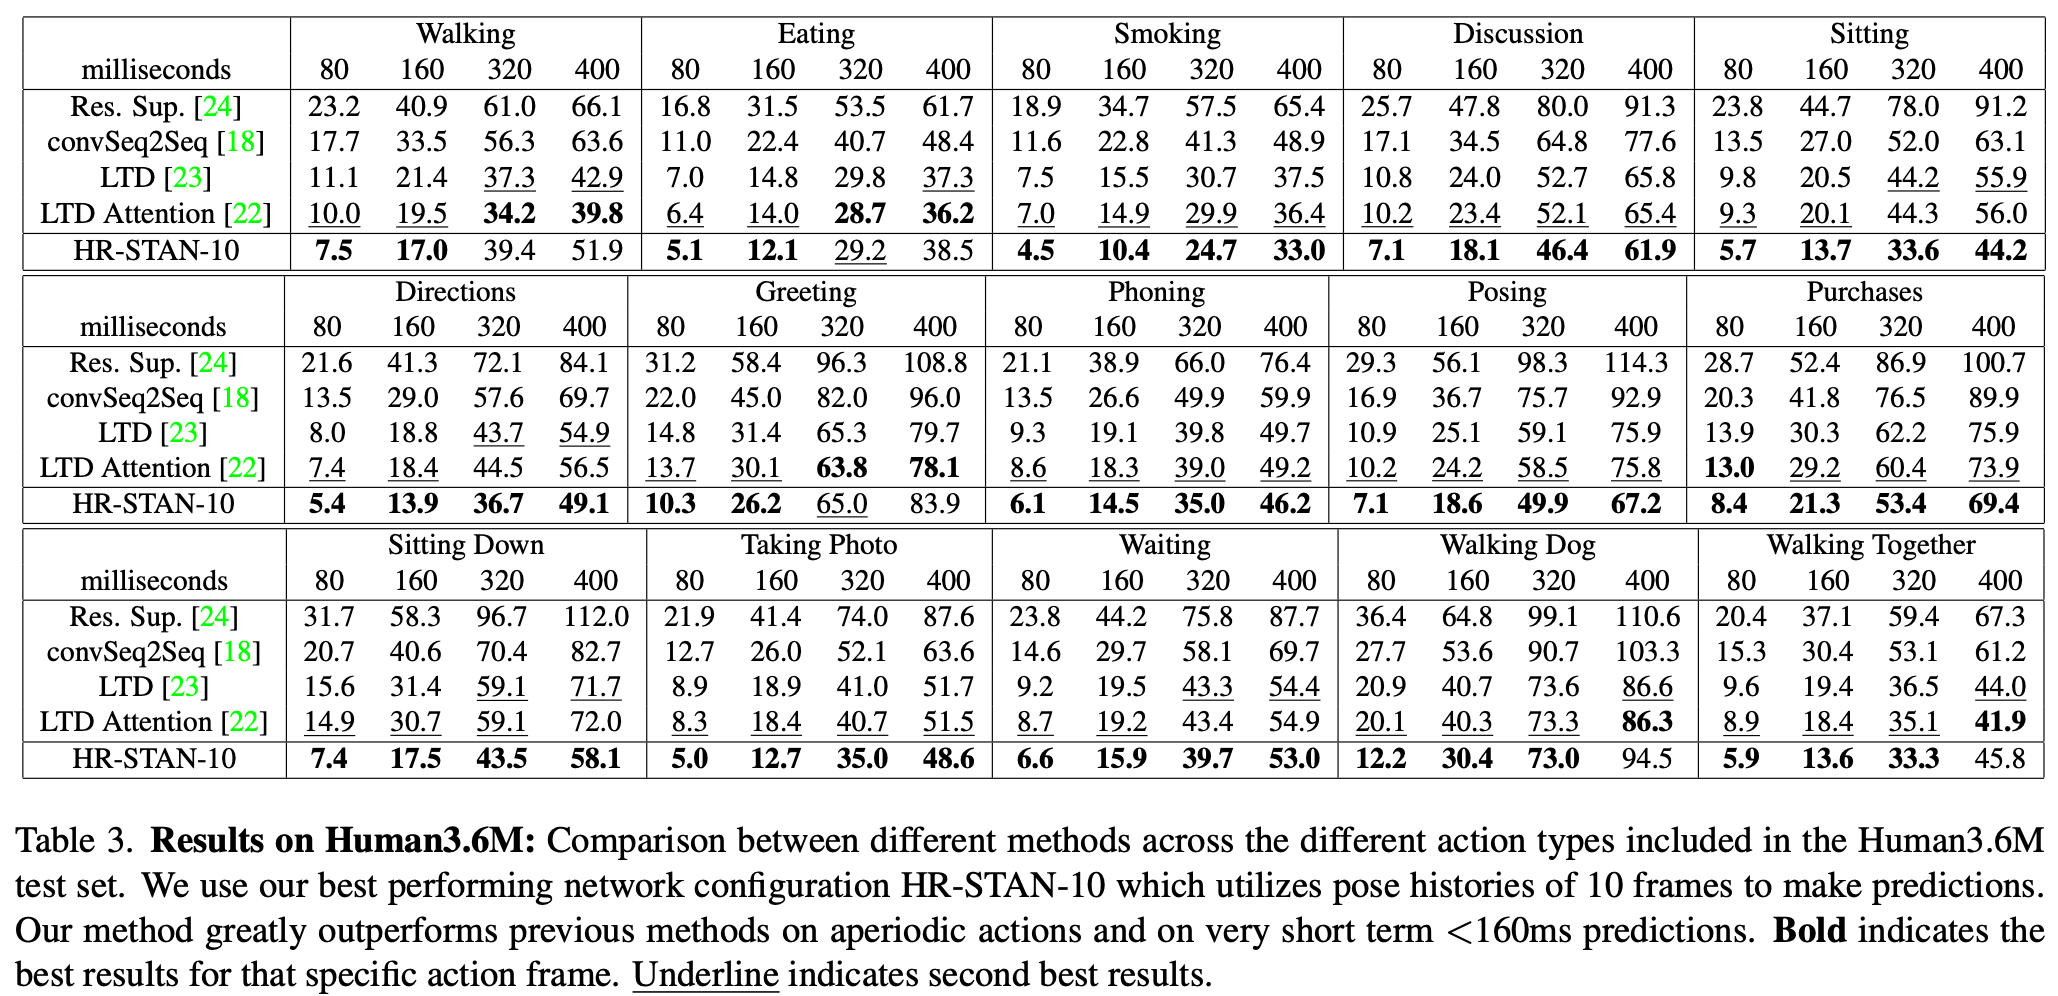 Walking Eating Smoking Discussion Sitting
milliseconds 80 160 320 400 80 160 320 400 80 160 320 400 80 160 320 400 80 160 320 400
Res. Sup. [24] 23.2 40.9 61.0 66.1 16.8 31.5 53.5 61.7 18.9 34.7 57.5 65.4 25.7 47.8 80.0 91.3 23.8 44.7 78.0 91.2
convSeq2Seq [18] 17.7 33.5 56.3 63.6 11.0 22.4 40.7 48.4 11.6 22.8 41.3 48.9 17.1 34.5 64.8 77.6 13.5 27.0 52.0 63.1
LTD [23] 11.1 21.4 37.3 42.9 7.0 14.8 29.8 37.3 7.5 15.5 30.7 37.5 10.8 24.0 52.7 65.8 9.8 20.5 44.2 55.9
LTD Attention [22] 10.0 19.5 34.2 39.8 6.4 14.0 28.7 36.2 7.0 14.9 29.9 36.4 10.2 23.4 52.1 65.4 9.3 20.1 44.3 56.0
HR-STAN-10 7.5 17.0 39.4 51.9 5.1 12.1 29.2 38.5 4.5 10.4 24.7 33.0 7.1 18.1 46.4 61.9 5.7 13.7 33.6 44.2
Directions Greeting Phoning Posing Purchases
milliseconds 80 160 320 400 80 160 320 400 80 160 320 400 80 160 320 400 80 160 320 400
Res. Sup. [24] 21.6 41.3 72.1 84.1 31.2 58.4 96.3 108.8 21.1 38.9 66.0 76.4 29.3 56.1 98.3 114.3 28.7 52.4 86.9 100.7
convSeq2Seq [18] 13.5 29.0 57.6 69.7 22.0 45.0 82.0 96.0 13.5 26.6 49.9 59.9 16.9 36.7 75.7 92.9 20.3 41.8 76.5 89.9
LTD [23] 8.0 18.8 43.7 54.9 14.8 31.4 65.3 79.7 9.3 19.1 39.8 49.7 10.9 25.1 59.1 75.9 13.9 30.3 62.2 75.9
LTD Attention [22] 7.4 18.4 44.5 56.5 13.7 30.1 63.8 78.1 8.6 18.3 39.0 49.2 10.2 24.2 58.5 75.8 13.0 29.2 60.4 73.9
HR-STAN-10 5.4 13.9 36.7 49.1 10.3 26.2 65.0 83.9 6.1 14.5 35.0 46.2 7.1 18.6 49.9 67.2 8.4 21.3 53.4 69.4
Sitting Down Taking Photo Waiting Walking Dog Walking Together
milliseconds 80 160 320 400 80 160 320 400 80 160 320 400 80 160 320 400 80 160 320 400
Res. Sup. [24] 31.7 58.3 96.7 112.0 21.9 41.4 74.0 87.6 23.8 44.2 75.8 87.7 36.4 64.8 99.1 110.6 20.4 37.1 59.4 67.3
convSeq2Seq [18] 20.7 40.6 70.4 82.7 12.7 26.0 52.1 63.6 14.6 29.7 58.1 69.7 27.7 53.6 90.7 103.3 15.3 30.4 53.1 61.2
LTD [23] 15.6 31.4 59.1 71.7 8.9 18.9 41.0 51.7 9.2 19.5 43.3 54.4 20.9 40.7 73.6 86.6 9.6 19.4 36.5 44.0
LTD Attention [22] 14.9 30.7 59.1 72.0 8.3 18.4 40.7 51.5 8.7 19.2 43.4 54.9 20.1 40.3 73.3 86.3 8.9 18.4 35.1 41.9
HR-STAN-10 7.4 17.5 43.5 58.1 5.0 12.7 35.0 48.6 6.6 15.9 39.7 53.0 12.2 30.4 73.0 94.5 5.9 13.6 33.3 45.8
Table 3. Results on Human3.6M: Comparison between different methods across the different action types included in the Human3.6M
test set. We use our best performing network configuration HR-STAN-10 which utilizes pose histories of 10 frames to make predictions.
Our method greatly outperforms previous methods on aperiodic actions and on very short term <160ms predictions. Bold indicates the
best results for that specific action frame. Underline indicates second best results.